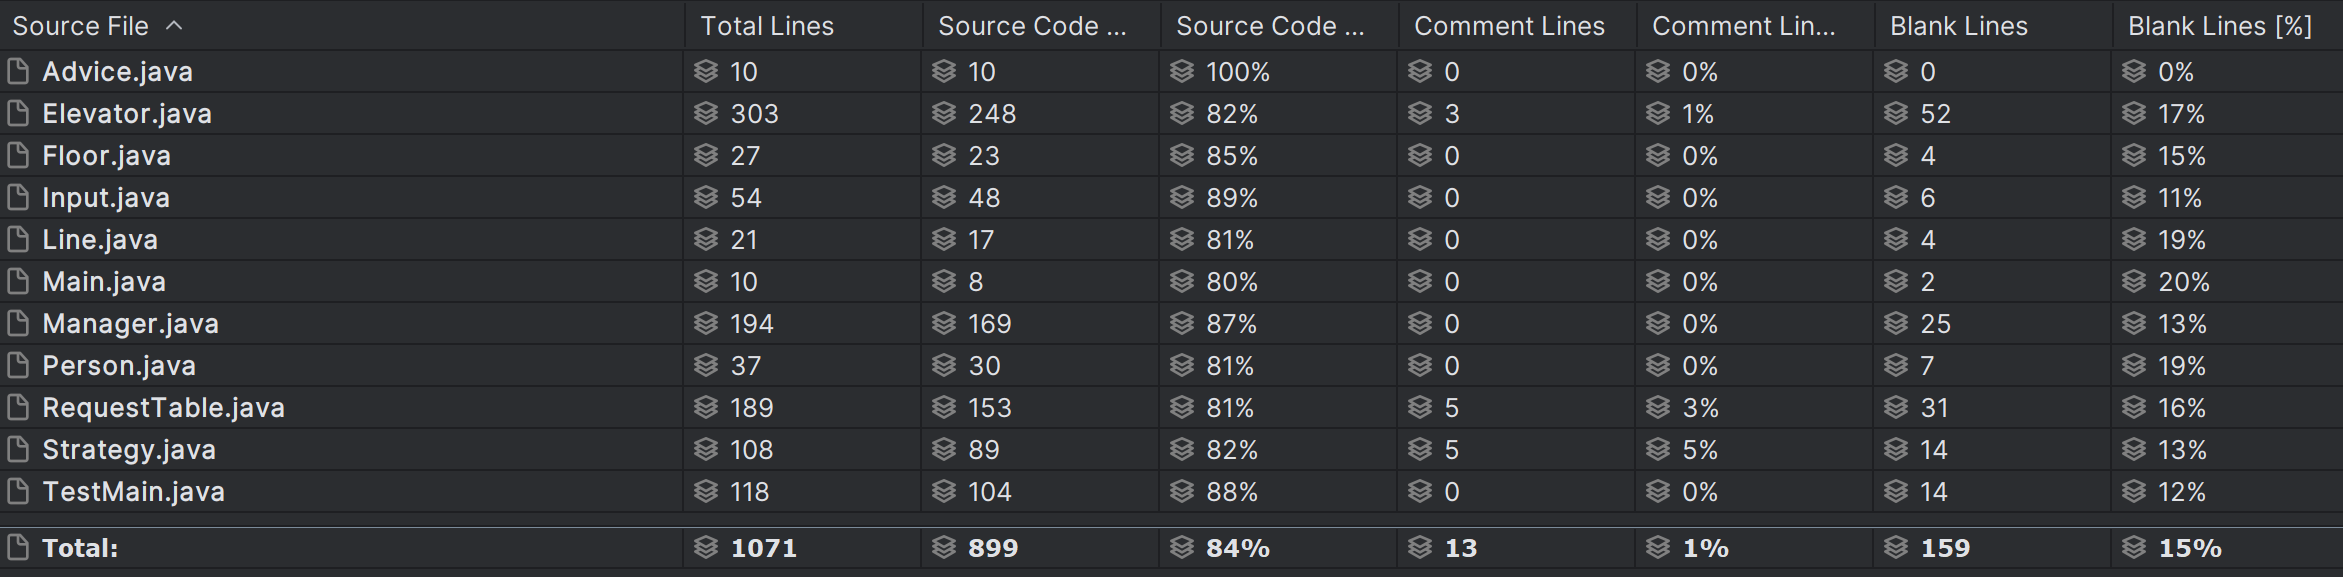 Source File Total Lines Source Code ... Source Code ... Comment Lines Comment Lin... Blank Lines Blank Lines [%]
Advice.java 10 10 100% 0 0% 0 0%
Elevator.java 303 248 82% 3 1% 52 17%
Floor.java 27 23 85% 0 0% 4 15%
Input.java 54 48 89% 0 0% 6 11%
Line.java 21 17 81% 0 0% 4 19%
Main.java 10 8 80% 0 0% 2 20%
Manager.java 194 169 87% 0 0% 25 13%
Person.java 37 30 81% 0 0% 7 19%
RequestTable.java 189 153 81% 5 3% 31 16%
Strategy.java 108 89 82% 5 5% 14 13%
TestMain.java 118 104 88% 0 0% 14 12%
Total: 1071 899 84% 13 1% 159 15%